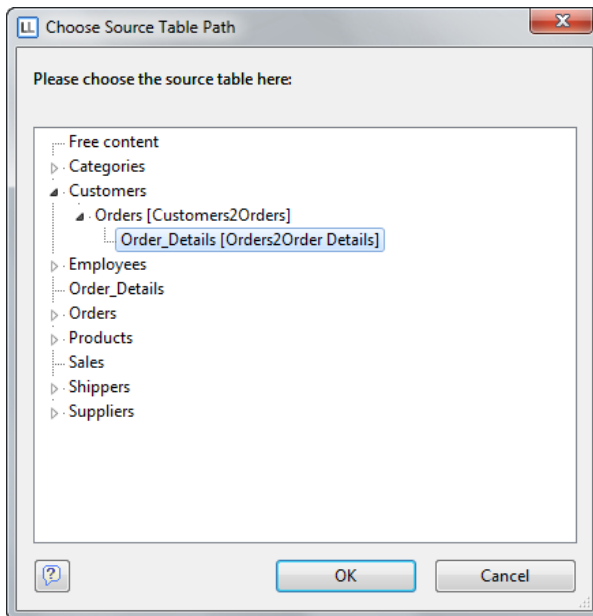 LL Choose Source Table Path
Please choose the source table here:
Free content
Categories
Customers
Orders [Customers2Orders]
Order_Details [Orders2Order Details]
Employees
Order_Details
Orders
Products
Sales
Shippers
Suppliers
? OK Cancel